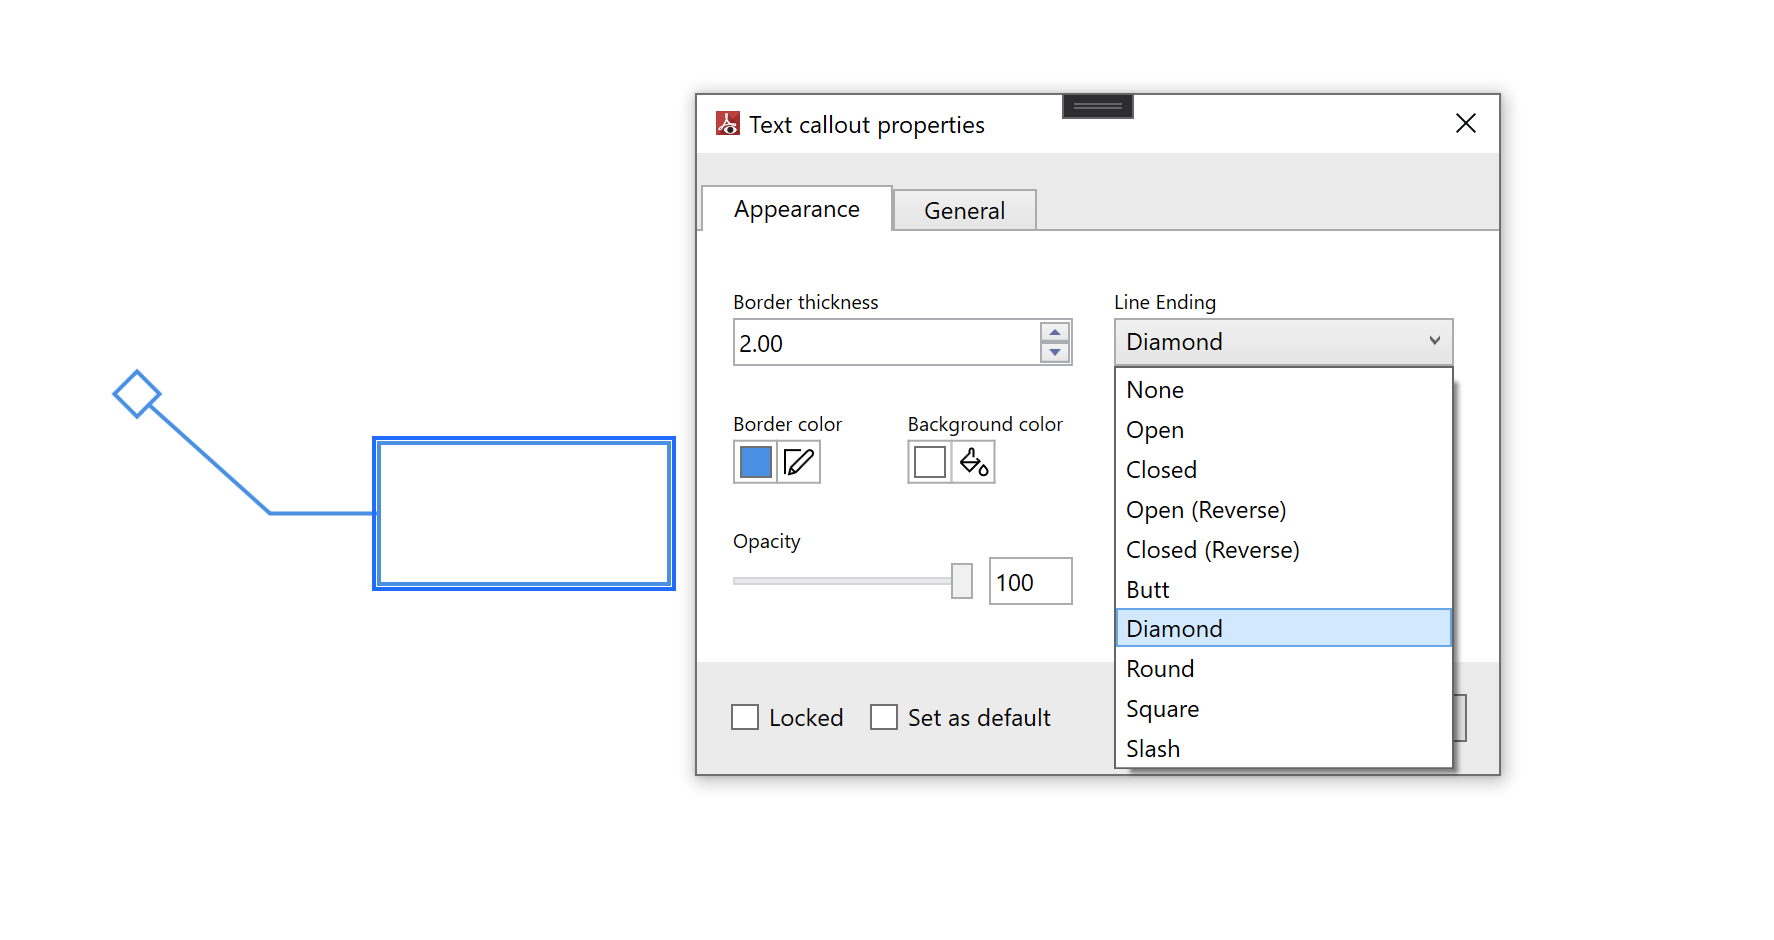 Text callout properties
Appearance
General
Border thickness
2.00
Border color
Background color
Opacity
100
Line Ending
Diamond
None
Open
Closed
Open (Reverse)
Closed (Reverse)
Butt
Diamond
Round
Square
Slash
Locked
Set as default